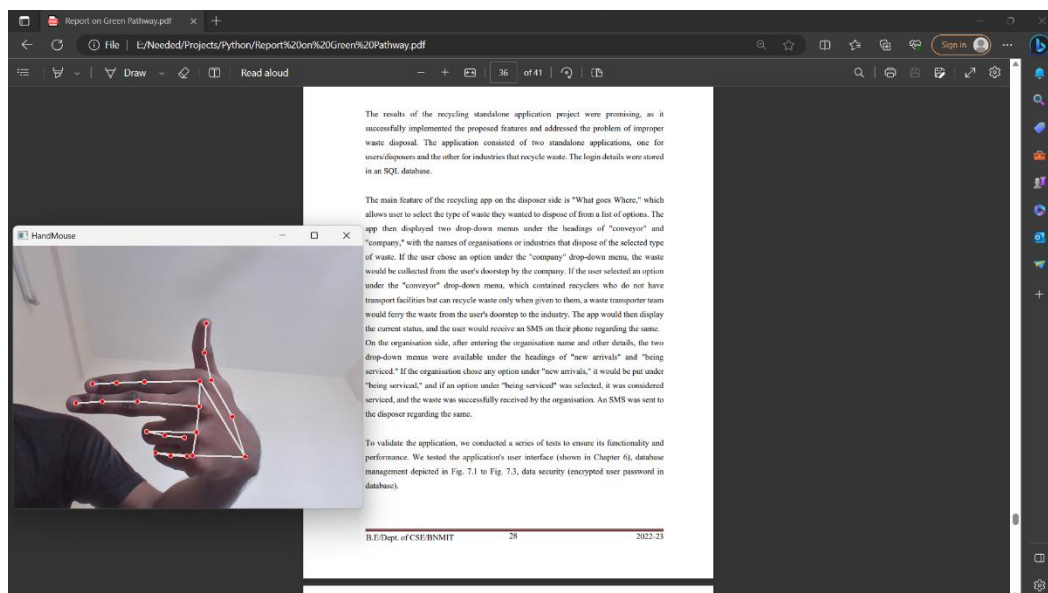 Report on Green Pathway.pdf
File | E:/Needed/Projects/Python/Report%20on%20Green%20Pathway.pdf
Sign in
Draw
Read aloud
36 of 41
The results of the recycling standalone application project were promising, as it
successfully implemented the proposed features and addressed the problem of improper
waste disposal. The application consisted of two standalone applications, one for
users/disposers and the other for industries that recycle waste. The login details were stored
in an SQL database.
The main feature of the recycling app on the disposer side is "What goes Where," which
allows user to select the type of waste they wanted to dispose of from a list of options. The
app then displayed two drop-down menus under the headings of "conveyor" and
"company," with the names of organisations or industries that dispose of the selected type
of waste. If the user chose an option under the "company" drop-down menu, the waste
would be collected from the user's doorstep by the company. If the user selected an option
under the "conveyor" drop-down menu, which contained recyclers who do not have
transport facilities but can recycle waste only when given to them, a waste transporter team
would ferry the waste from the user's doorstep to the industry. The app would then display
the current status, and the user would receive an SMS on their phone regarding the same.
On the organisation side, after entering the organisation name and other details, the two
drop-down menus were available under the headings of "new arrivals" and "being
serviced." If the organisation chose any option under "new arrivals," it would be put under
"being serviced," and if an option under "being serviced" was selected, it was considered
serviced, and the waste was successfully received by the organisation. An SMS was sent to
the disposer regarding the same.
To validate the application, we conducted a series of tests to ensure its functionality and
performance. We tested the application's user interface (shown in Chapter 6), database
management depicted in Fig. 7.1 to Fig. 7.3, data security (encrypted user password in
database).
B.E/Dept. of CSE/BNMIT 28 2022-23
HandMouse